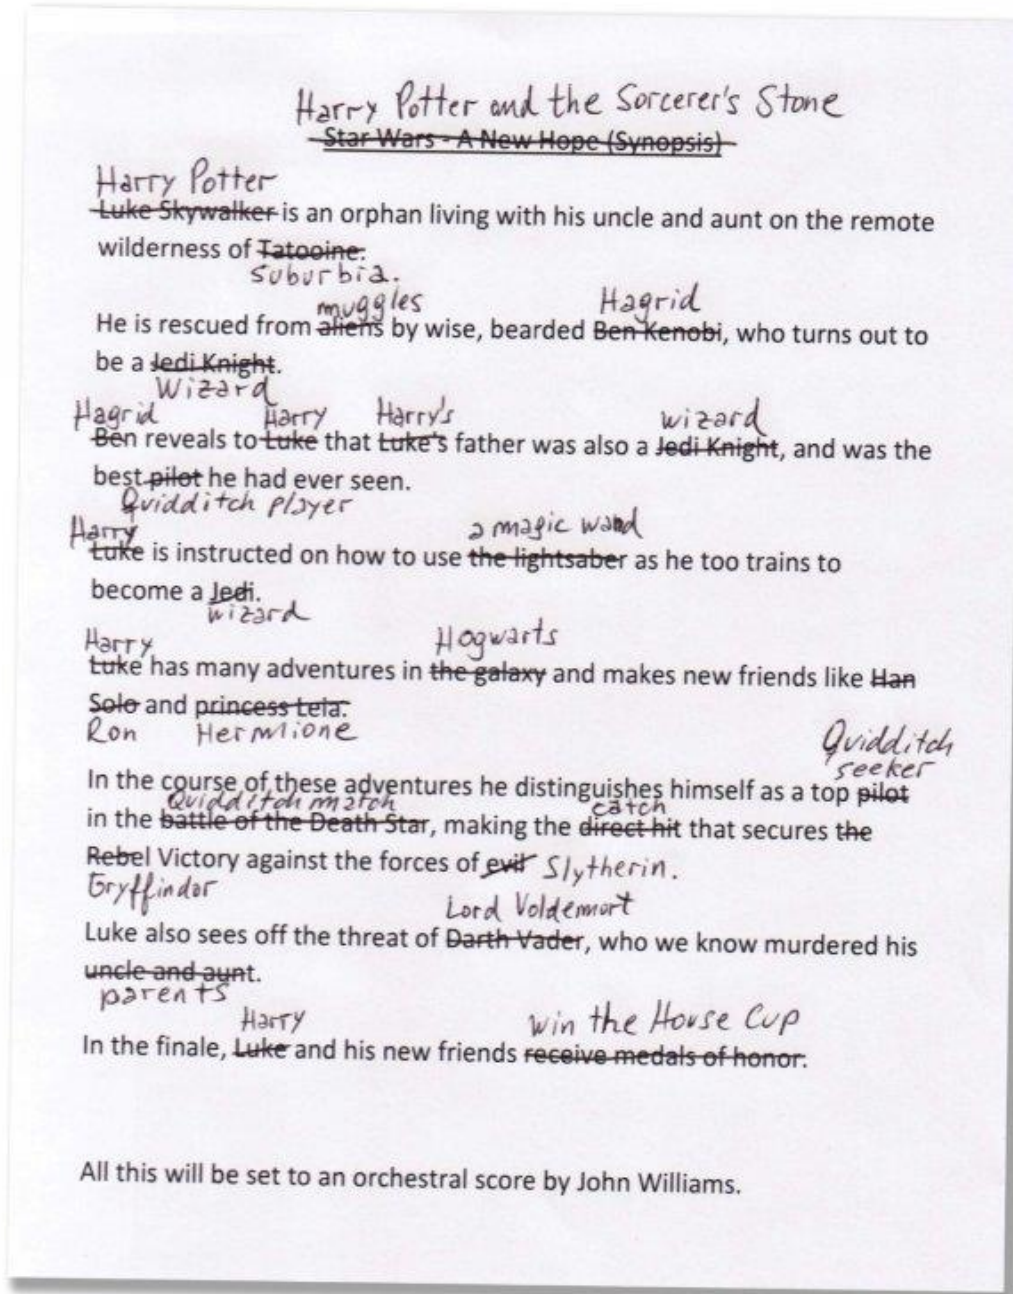 Harry Potter and the Sorcerer's Stone
Star Wars - A New Hope (Synopsis)
Harry Potter
Luke Skywalker is an orphan living with his uncle and aunt on the remote
wilderness of Tatooine.
suburbia.
muggles Hagrid
He is rescued from aliens by wise, bearded Ben Kenobi, who turns out to
be a Jedi Knight.
Wizard
Hagrid Harry Harry's wizard
Ben reveals to Luke that Luke's father was also a Jedi Knight, and was the
best pilot he had ever seen.
Quidditch player
Harry a magic wand
Luke is instructed on how to use the lightsaber as he too trains to
become a Jedi.
wizard
Harry Hogwarts
Luke has many adventures in the galaxy and makes new friends like Han
Solo and princess Leia.
Ron Hermione
Quidditch
seeker
In the course of these adventures he distinguishes himself as a top pilot
Quidditch match catch
in the battle of the Death Star, making the direct hit that secures the
Rebel Victory against the forces of evil Slytherin.
Gryffindor
Lord Voldemort
Luke also sees off the threat of Darth Vader, who we know murdered his
uncle and aunt.
parents
Harry win the House Cup
In the finale, Luke and his new friends receive medals of honor.
All this will be set to an orchestral score by John Williams.